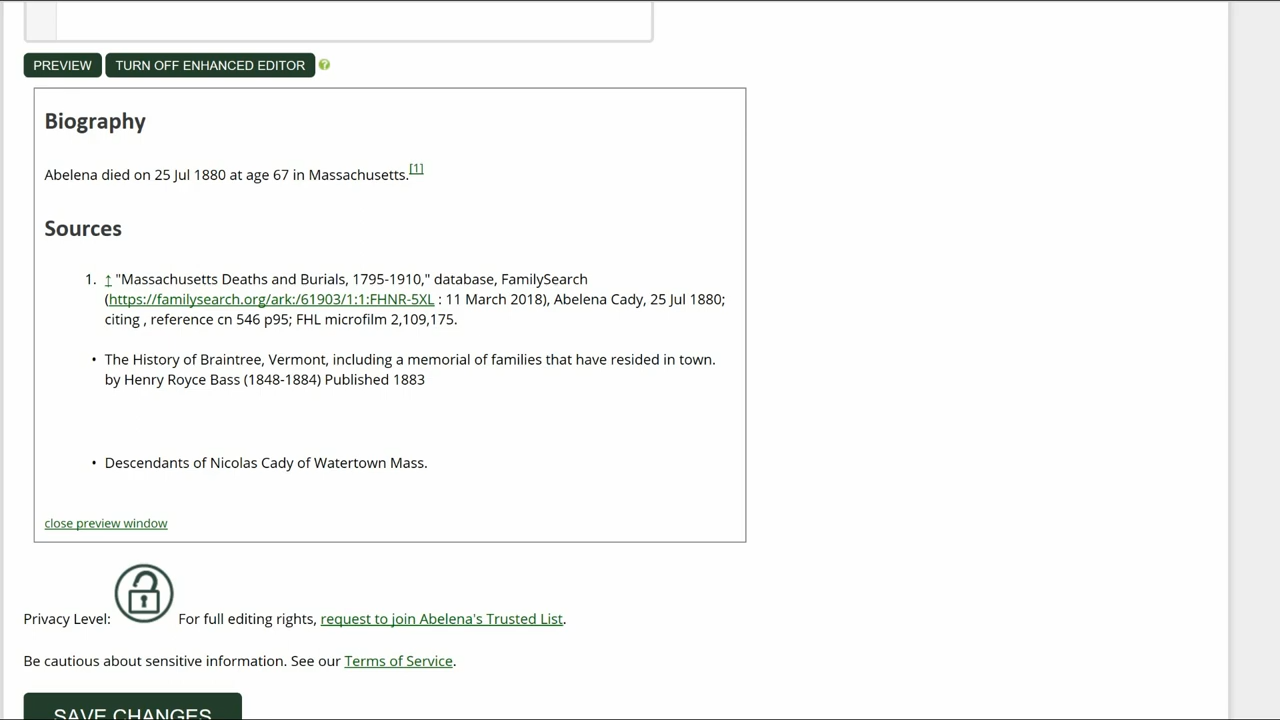 PREVIEW TURN OFF ENHANCED EDITOR ?
Biography
Abelena died on 25 Jul 1880 at age 67 in Massachusetts.[1]
Sources
1. ↑ "Massachusetts Deaths and Burials, 1795-1910," database, FamilySearch
(https://familysearch.org/ark:/61903/1:1:FHNR-5XL : 11 March 2018), Abelena Cady, 25 Jul 1880;
citing , reference cn 546 p95; FHL microfilm 2,109,175.
• The History of Braintree, Vermont, including a memorial of families that have resided in town.
by Henry Royce Bass (1848-1884) Published 1883
• Descendants of Nicolas Cady of Watertown Mass.
close preview window
Privacy Level: For full editing rights, request to join Abelena's Trusted List.
Be cautious about sensitive information. See our Terms of Service.
SAVE CHANGES